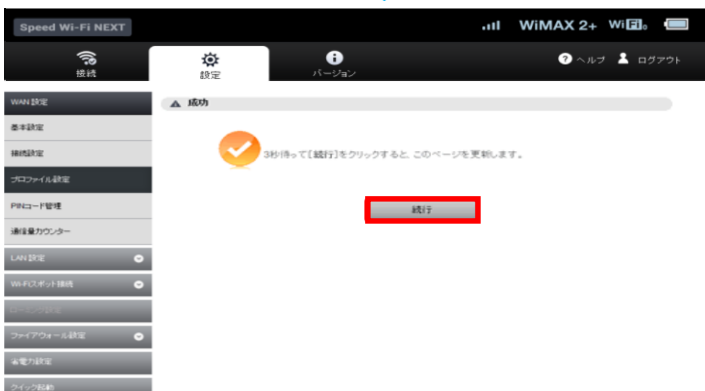 Speed Wi-Fi NEXT
WiMAX 2+ WiFi
接続
設定
バージョン
ヘルプ
ログアウト
WAN 設定
成功
基本設定
接続設定
3秒待って[続行]をクリックすると、このページを更新します。
プロファイル設定
PINコード管理
続行
通信量カウンター
LAN 設定
Wi-Fiスポット接続
ファイアウォール設定
省電力設定
クイック起動